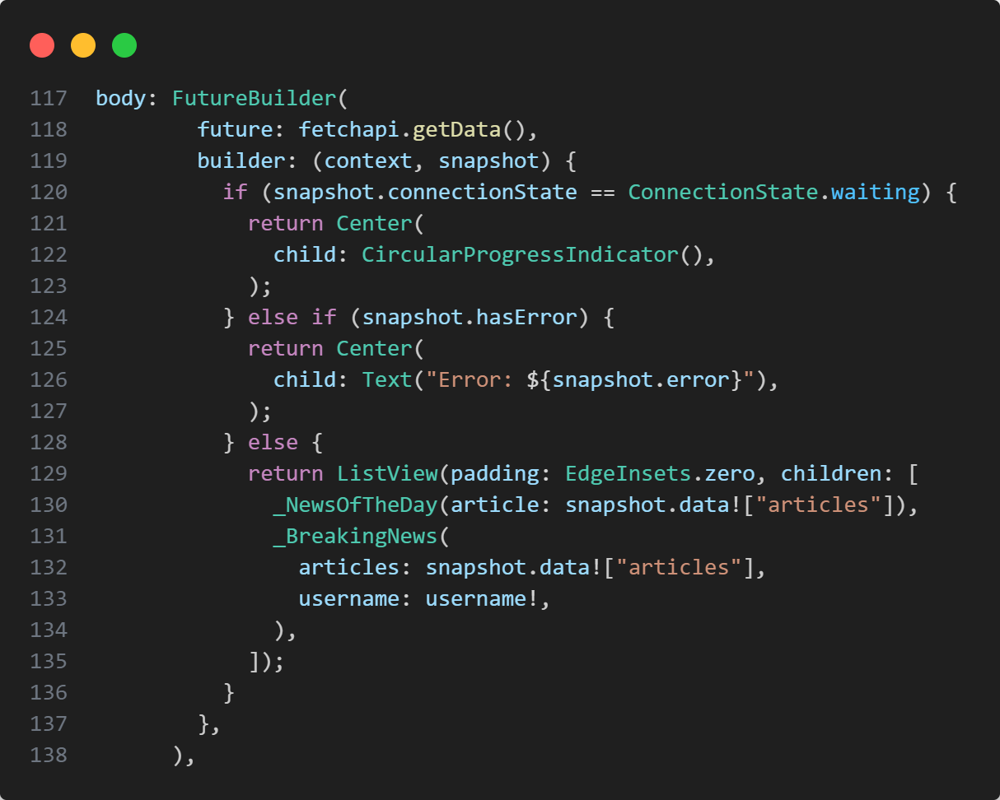 117 body: FutureBuilder(
118         future: fetchapi.getData(),
119         builder: (context, snapshot) {
120           if (snapshot.connectionState == ConnectionState.waiting) {
121             return Center(
122               child: CircularProgressIndicator(),
123             );
124           } else if (snapshot.hasError) {
125             return Center(
126               child: Text("Error: ${snapshot.error}"),
127             );
128           } else {
129             return ListView(padding: EdgeInsets.zero, children: [
130               _NewsOfTheDay(article: snapshot.data!["articles"]),
131               _BreakingNews(
132                 articles: snapshot.data!["articles"],
133                 username: username!,
134               ),
135             ]);
136           }
137         },
138       ),